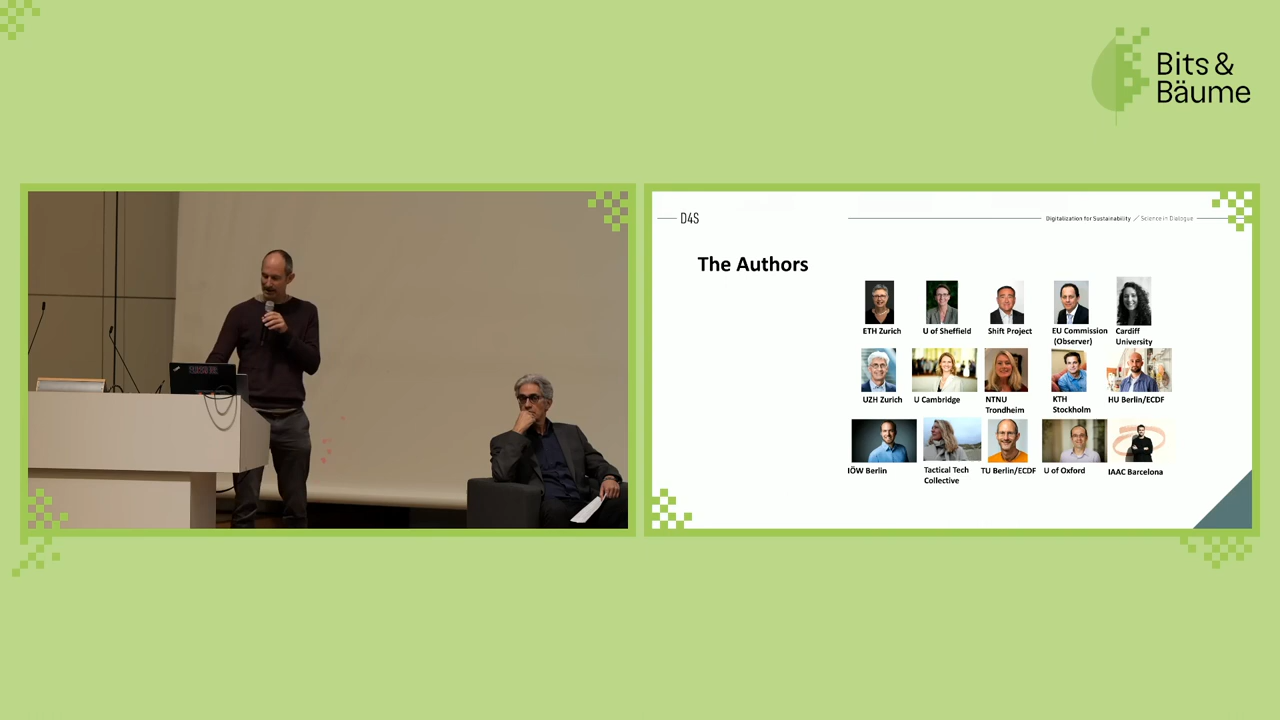 Bits &
Bäume
D4S
Digitalization for Sustainability / Science in Dialogue
The Authors
ETH Zurich
U of Sheffield
Shift Project
EU Commission
(Observer)
Cardiff
University
UZH Zurich
U Cambridge
NTNU
Trondheim
KTH
Stockholm
HU Berlin/ECDF
IÖW Berlin
Tactical Tech
Collective
TU Berlin/ECDF
U of Oxford
IAAC Barcelona